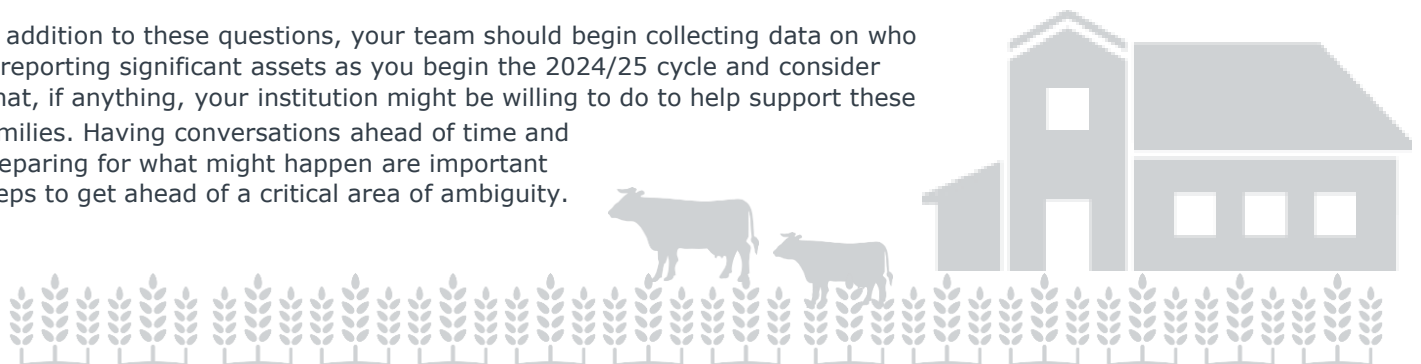 addition to these questions, your team should begin collecting data on who
reporting significant assets as you begin the 2024/25 cycle and consider
hat, if anything, your institution might be willing to do to help support these
milies. Having conversations ahead of time and
eparing for what might happen are important
eps to get ahead of a critical area of ambiguity.